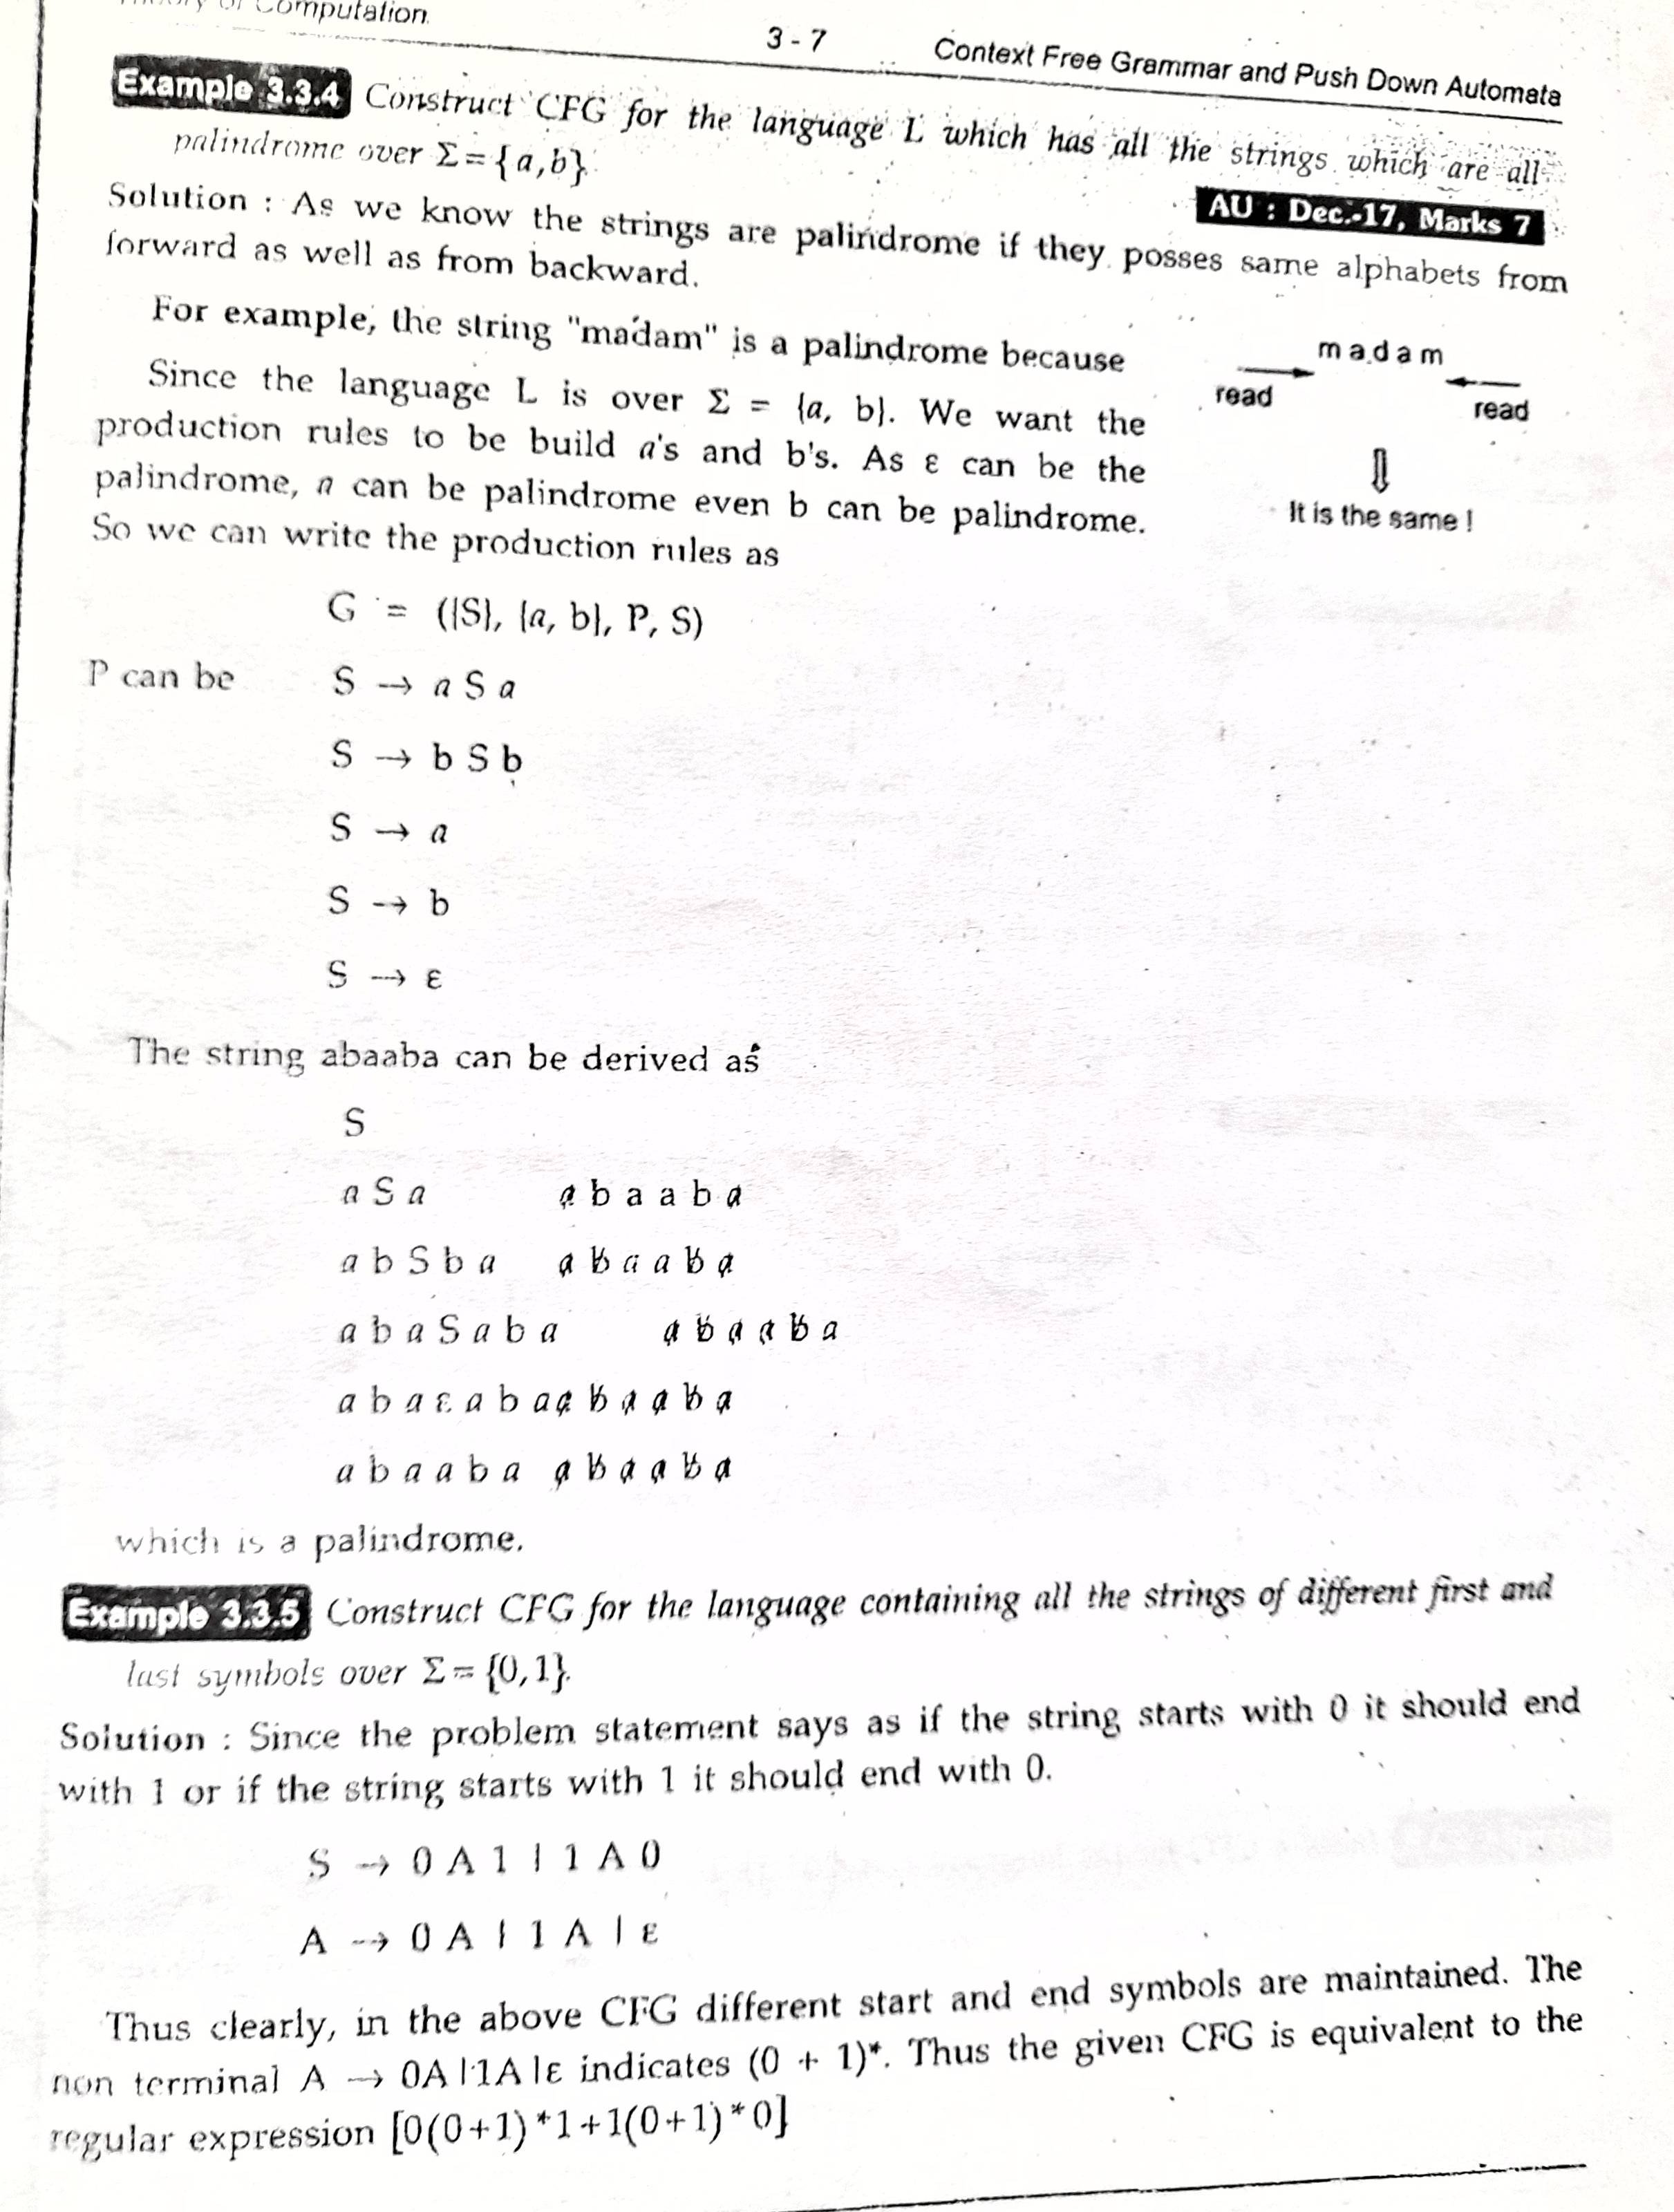 Theory of Computation
3 - 7
Context Free Grammar and Push Down Automata
Example 3.3.4 Construct CFG for the language L which has all the strings which are all
palindrome over Σ={a,b}.
AU : Dec.-17, Marks 7
Solution : As we know the strings are palindrome if they posses same alphabets from
forward as well as from backward.
For example, the string "madam" is a palindrome because
m a d a m
read
read
It is the same !
Since the language L is over Σ = {a, b}. We want the
production rules to be build a's and b's. As ε can be the
palindrome, a can be palindrome even b can be palindrome.
So we can write the production rules as
G = ({S}, {a, b}, P, S)
P can be S → a S a
S → b S b
S → a
S → b
S → ε
The string abaaba can be derived as
S
a S a a b a a b a
a b S b a a b a a b a
a b a S a b a a b a a b a
a b a ε a b a a b a a b a
a b a a b a a b a a b a
which is a palindrome.
Example 3.3.5 Construct CFG for the language containing all the strings of different first and
last symbols over Σ = {0,1}.
Solution : Since the problem statement says as if the string starts with 0 it should end
with 1 or if the string starts with 1 it should end with 0.
S → 0 A 1 | 1 A 0
A → 0 A | 1 A | ε
Thus clearly, in the above CFG different start and end symbols are maintained. The
non terminal A → 0A|1A|ε indicates (0 + 1)*. Thus the given CFG is equivalent to the
regular expression [0(0+1)*1+1(0+1)*0]